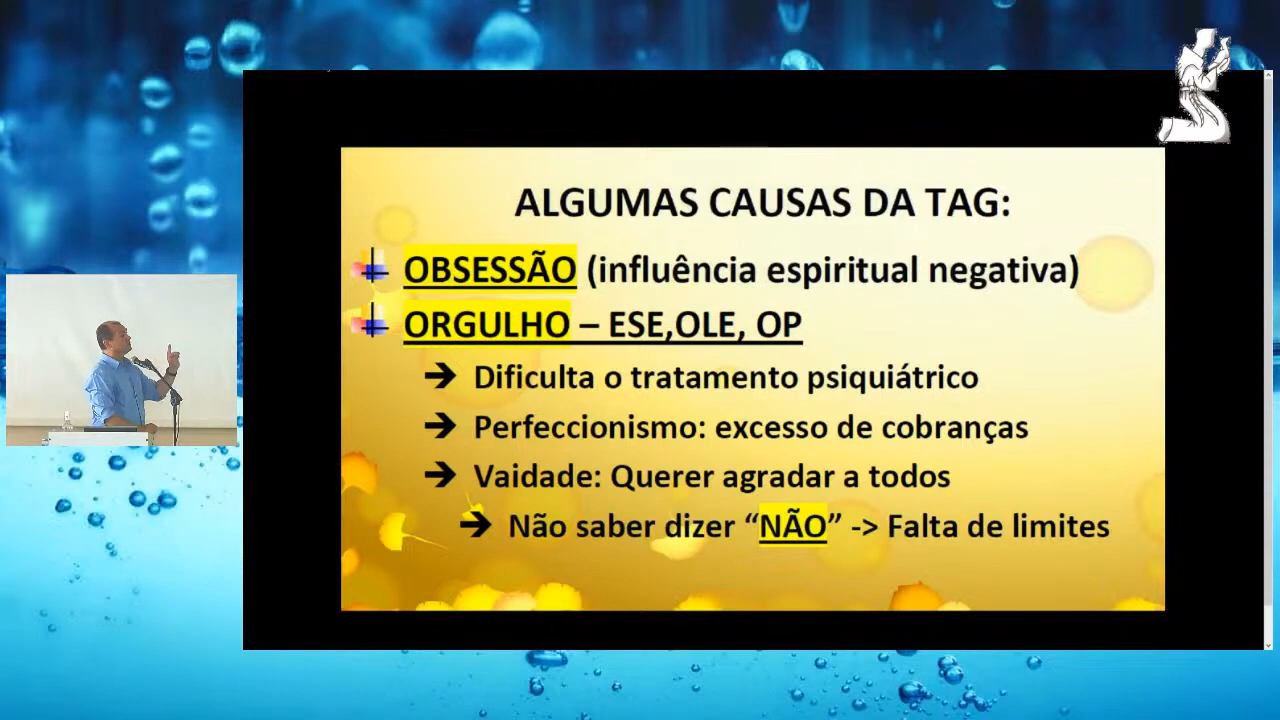 ALGUMAS CAUSAS DA TAG:
OBSESSÃO (influência espiritual negativa)
ORGULHO – ESE,OLE, OP
➔ Dificulta o tratamento psiquiátrico
➔ Perfeccionismo: excesso de cobranças
➔ Vaidade: Querer agradar a todos
➔ Não saber dizer “NÃO” -> Falta de limites